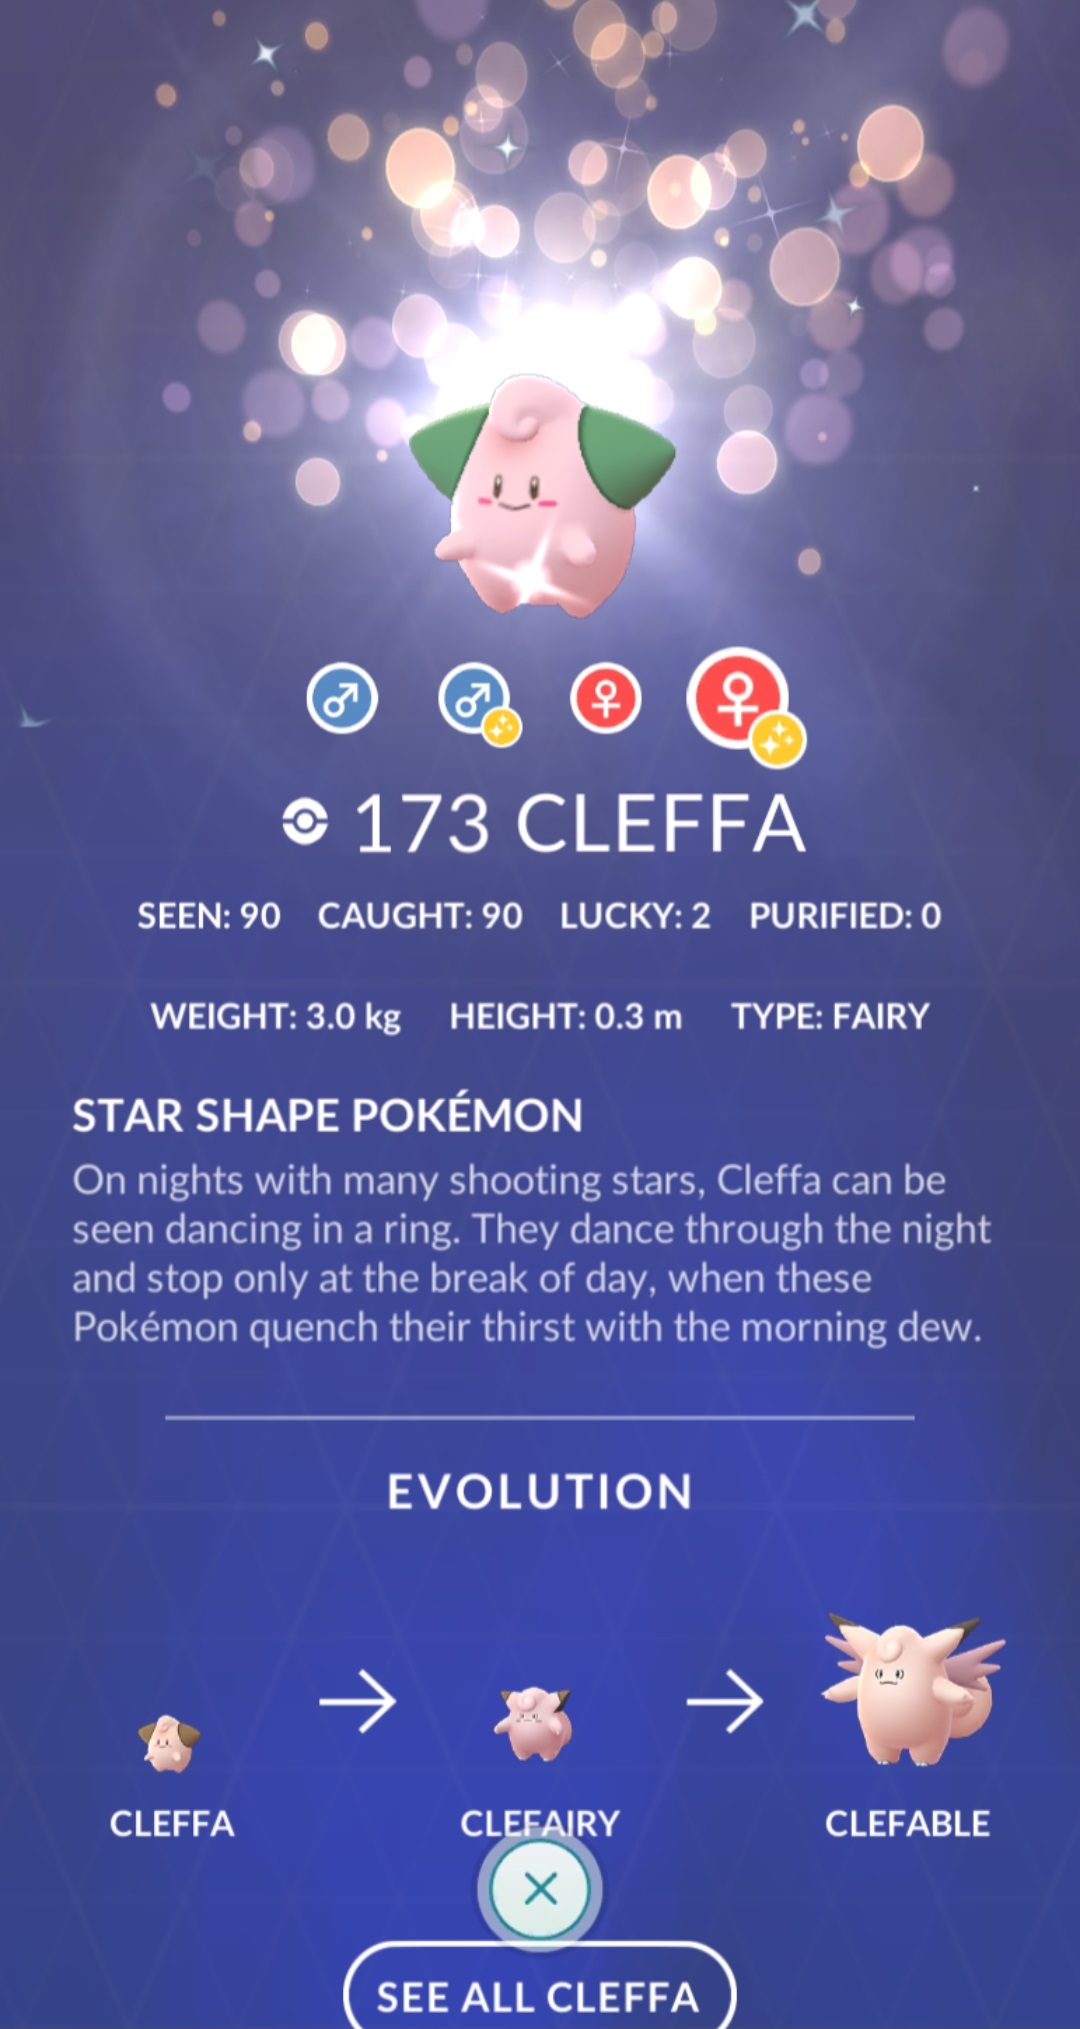 173 CLEFFA
SEEN: 90 CAUGHT: 90 LUCKY: 2 PURIFIED: 0
WEIGHT: 3.0 kg HEIGHT: 0.3 m TYPE: FAIRY
STAR SHAPE POKÉMON
On nights with many shooting stars, Cleffa can be
seen dancing in a ring. They dance through the night
and stop only at the break of day, when these
Pokémon quench their thirst with the morning dew.
EVOLUTION
CLEFFA CLEFAIRY CLEFABLE
SEE ALL CLEFFA